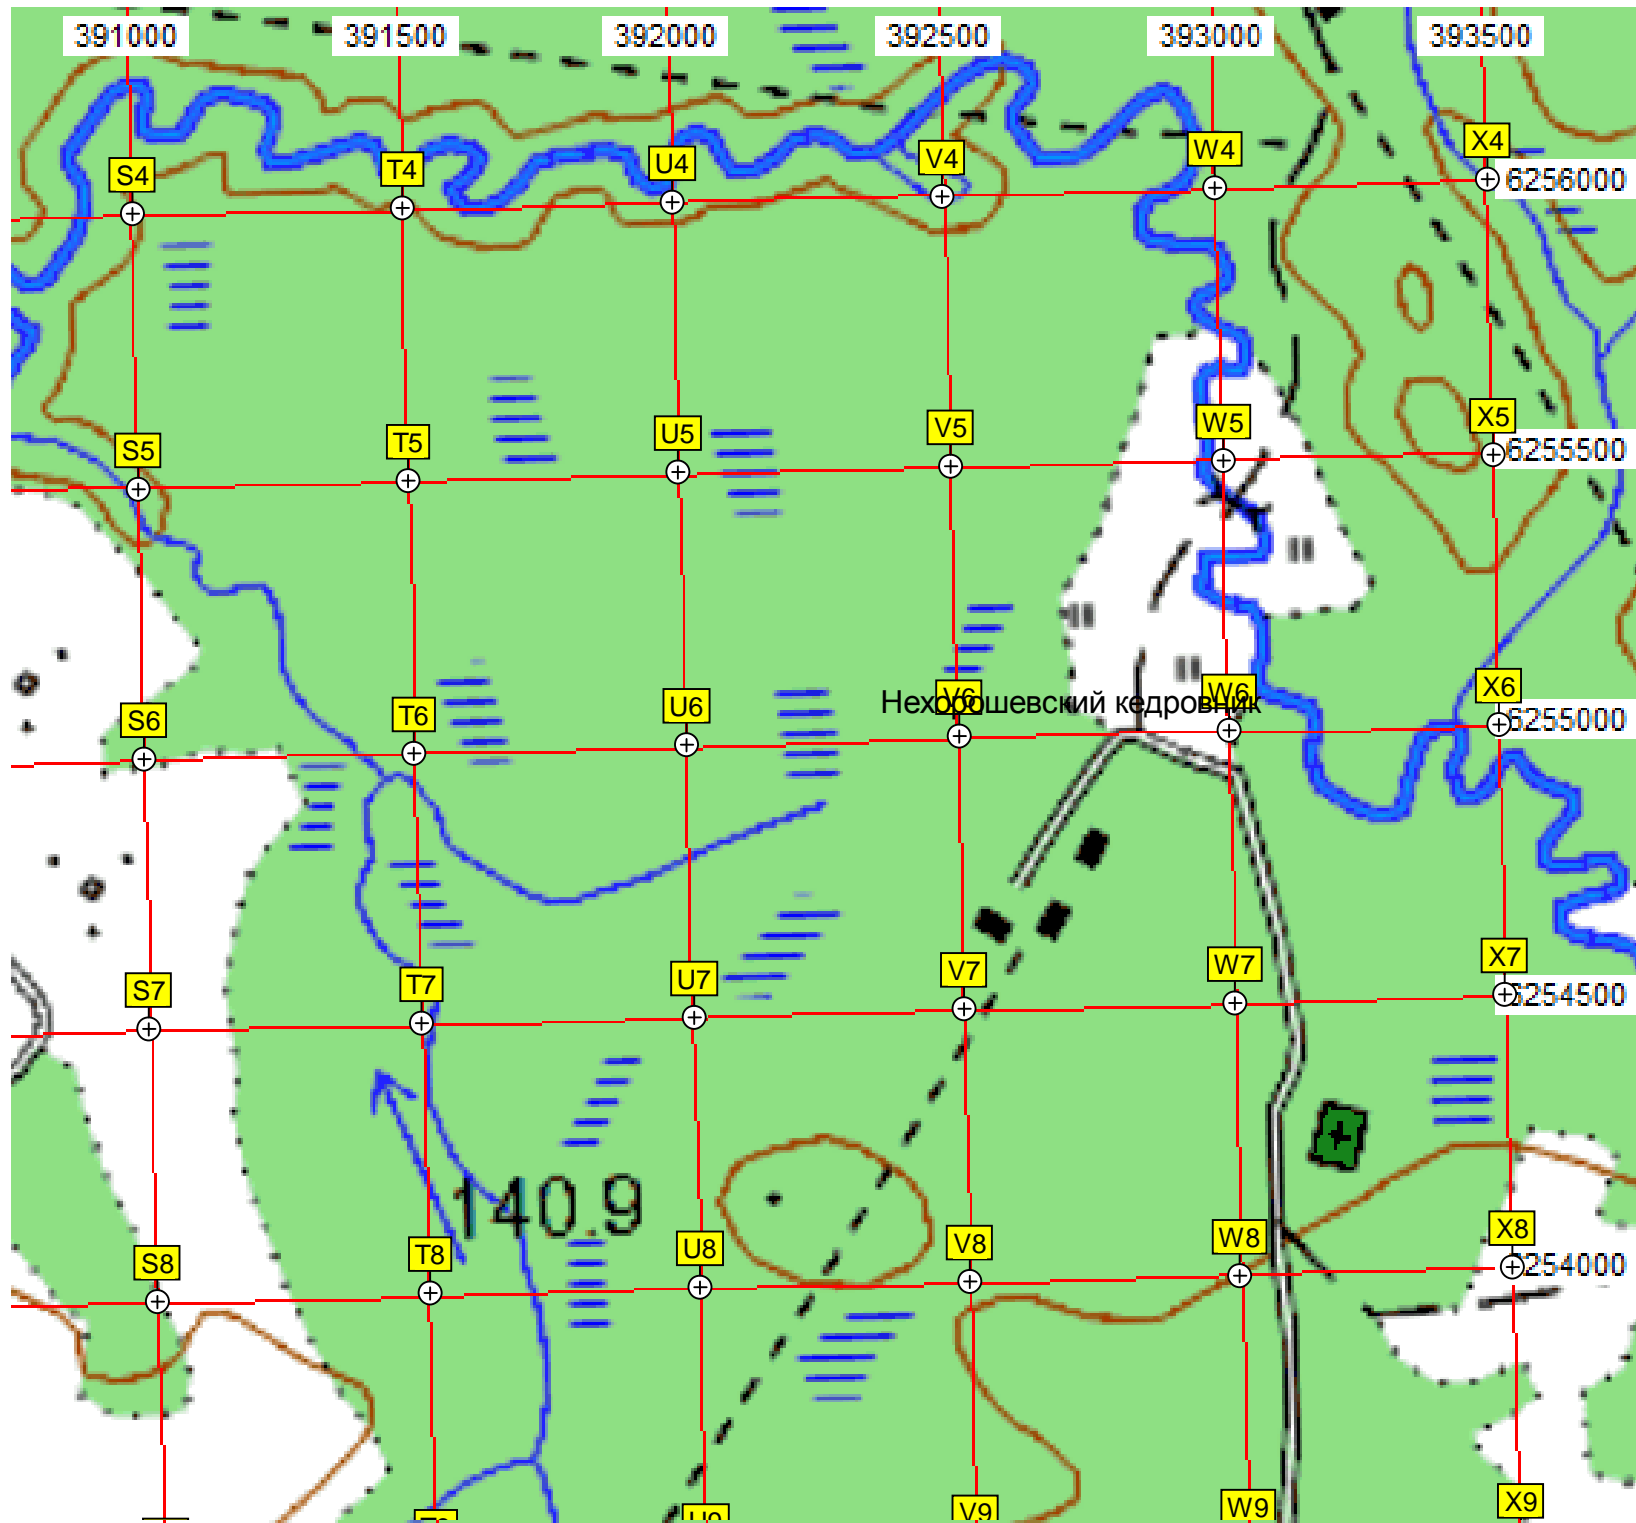 391000 391500 392000 392500 393000 393500
S4 T4 U4 V4 W4 X4
6256000
S5 T5 U5 V5 W5 X5
6255500
S6 T6 U6 V6 W6 X6
Нехорошевский кедровник
6255000
S7 T7 U7 V7 W7 X7
6254500
140.9
S8 T8 U8 V8 W8 X8
6254000
U9 V9 W9 X9